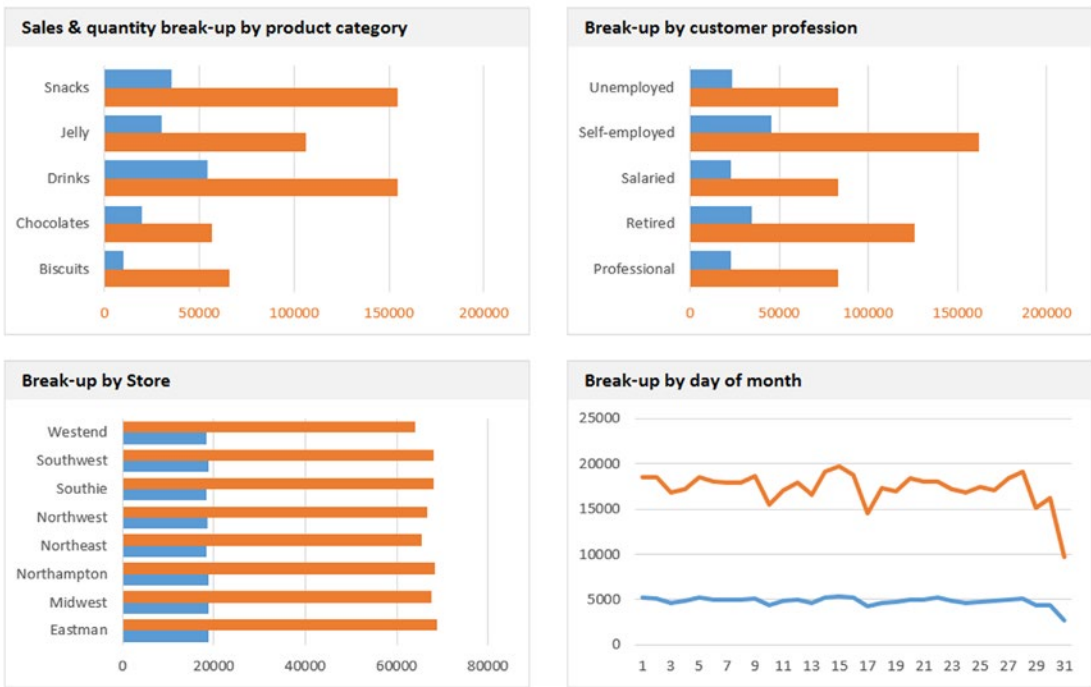 Sales & quantity break-up by product category
Snacks
Jelly
Drinks
Chocolates
Biscuits
0 50000 100000 150000 200000
Break-up by customer profession
Unemployed
Self-employed
Salaried
Retired
Professional
0 50000 100000 150000 200000
Break-up by Store
Westend
Southwest
Southie
Northwest
Northeast
Northampton
Midwest
Eastman
0 20000 40000 60000 80000
Break-up by day of month
25000
20000
15000
10000
5000
0
1 3 5 7 9 11 13 15 17 19 21 23 25 27 29 31